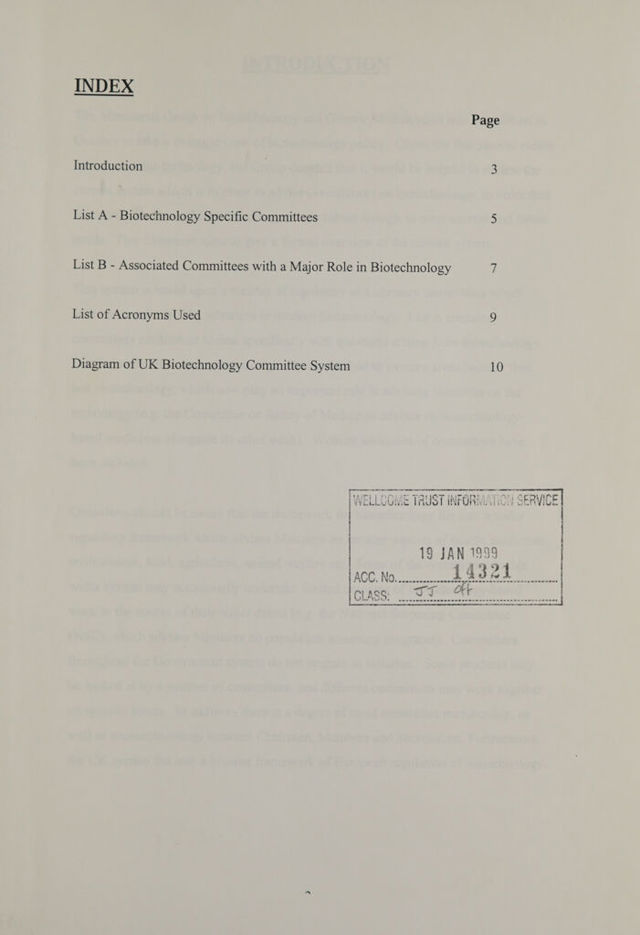 INDEX
Page
Introduction 3
List A - Biotechnology Specific Committees 5
List B - Associated Committees with a Major Role in Biotechnology 7
List of Acronyms Used 9
Diagram of UK Biotechnology Committee System 10
WELLCOME TRUST INFORMATION SERVICE
19 JAN 1999
ACC. No. 14321
CLASS: JJ